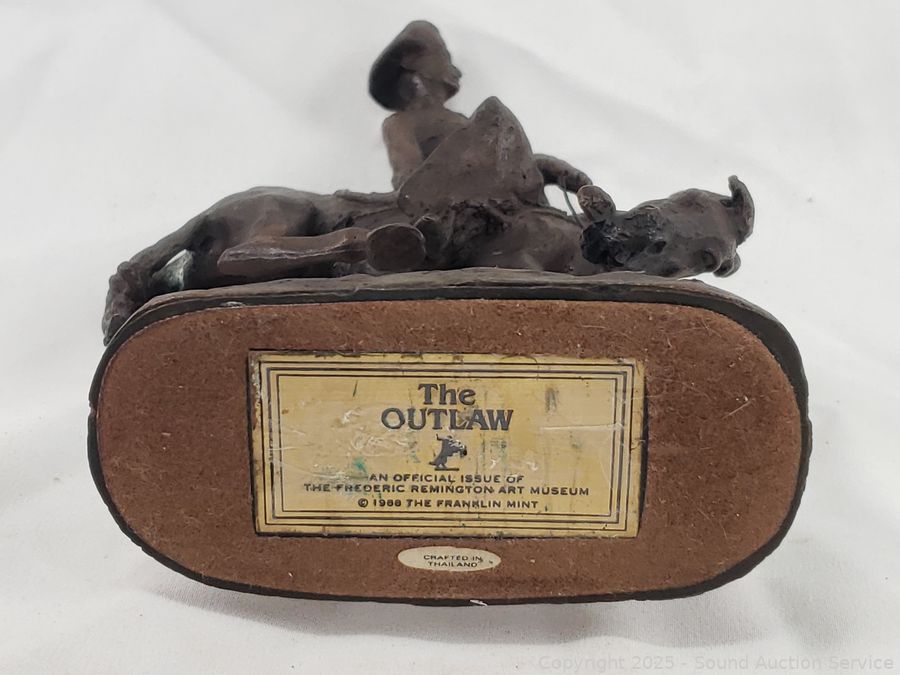 The
OUTLAW
AN OFFICIAL ISSUE OF
THE FREDERIC REMINGTON ART MUSEUM
© 1988 THE FRANKLIN MINT
CRAFTED IN
THAILAND
Copyright 2025 - Sound Auction Service